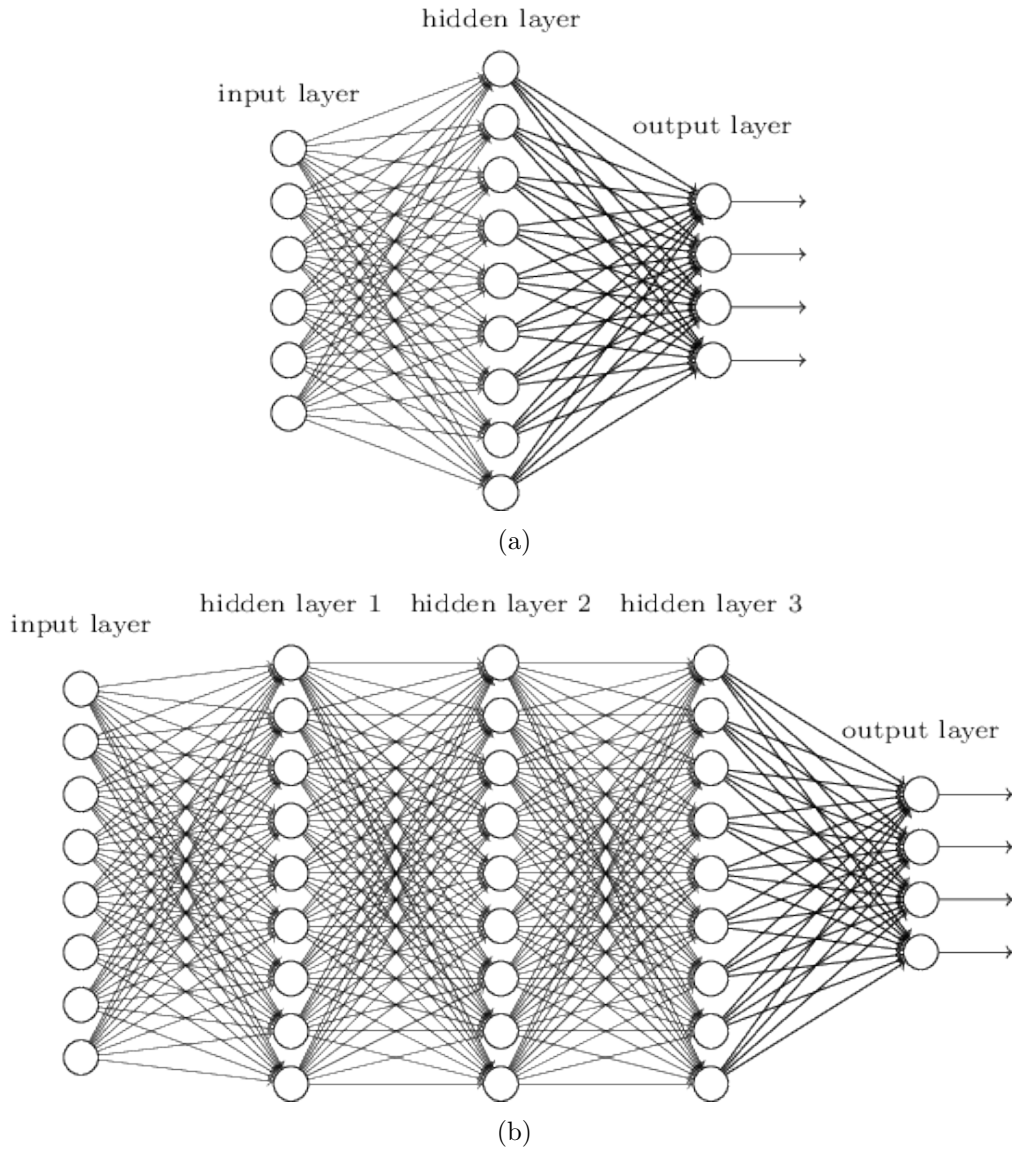 hidden layer
input layer
output layer
(a)
hidden layer 1 hidden layer 2 hidden layer 3
input layer
output layer
(b)